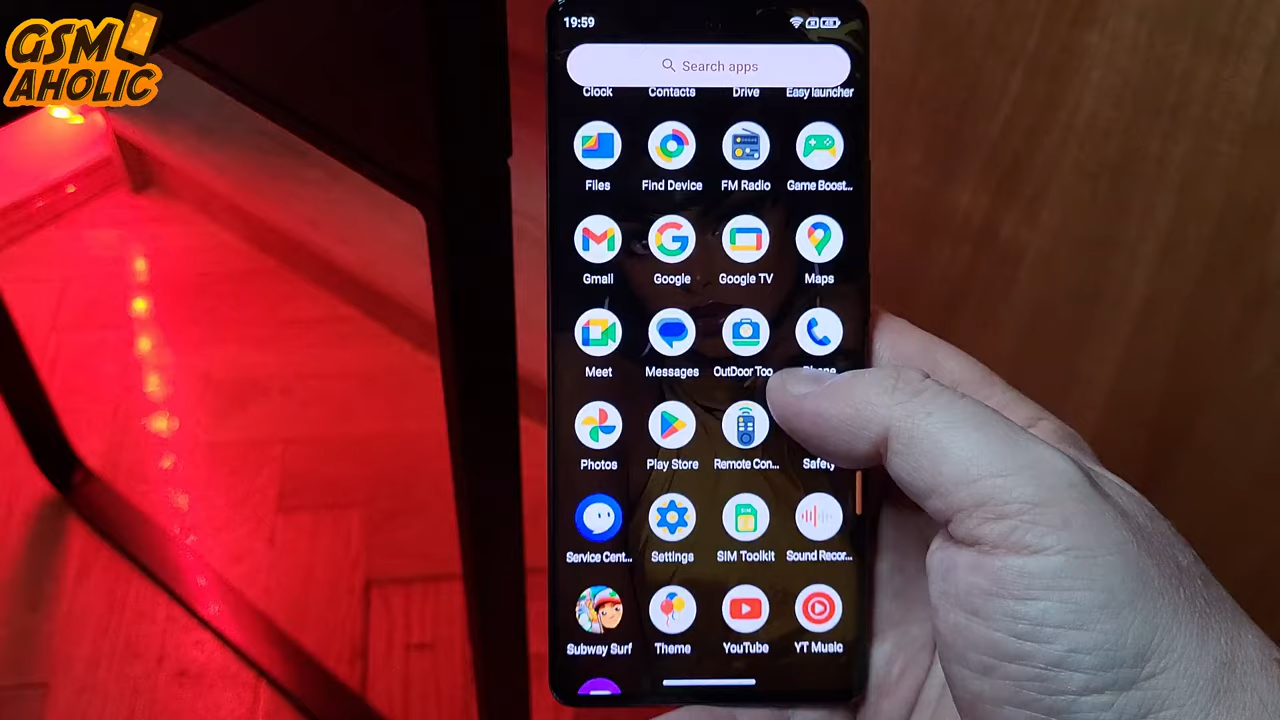 GSM
AHOLIC
19:59
Search apps
Clock Contacts Drive Easy launcher
Files Find Device FM Radio Game Boost...
Gmail Google Google TV Maps
Meet Messages OutDoor Too... Phone
Photos Play Store Remote Con... Safety
SIM
Service Cent... Settings SIM Toolkit Sound Recor...
Subway Surf Theme YouTube YT Music